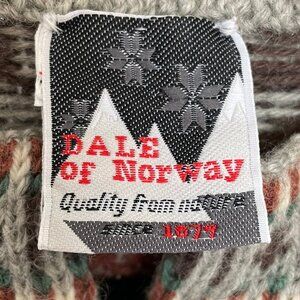 DALE
of Norway
Quality from nature
since 1879